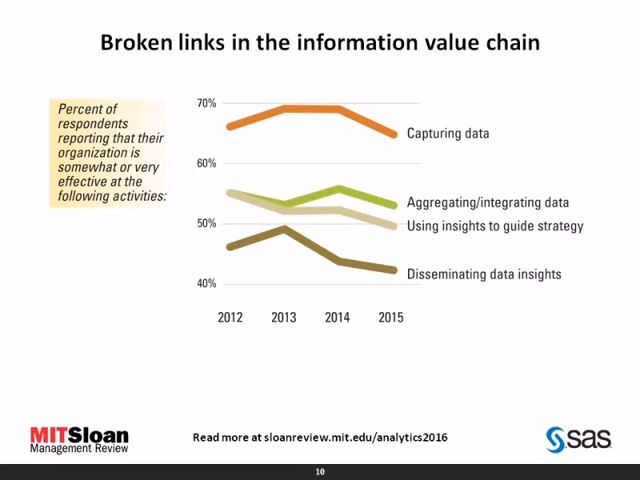 Broken links in the information value chain
Percent of
respondents
reporting that their
organization is
somewhat or very
effective at the
following activities:
70%
60%
50%
40%
Capturing data
Aggregating/integrating data
Using insights to guide strategy
Disseminating data insights
2012 2013 2014 2015
MITSloan
Management Review
Read more at sloanreview.mit.edu/analytics2016
sas
10